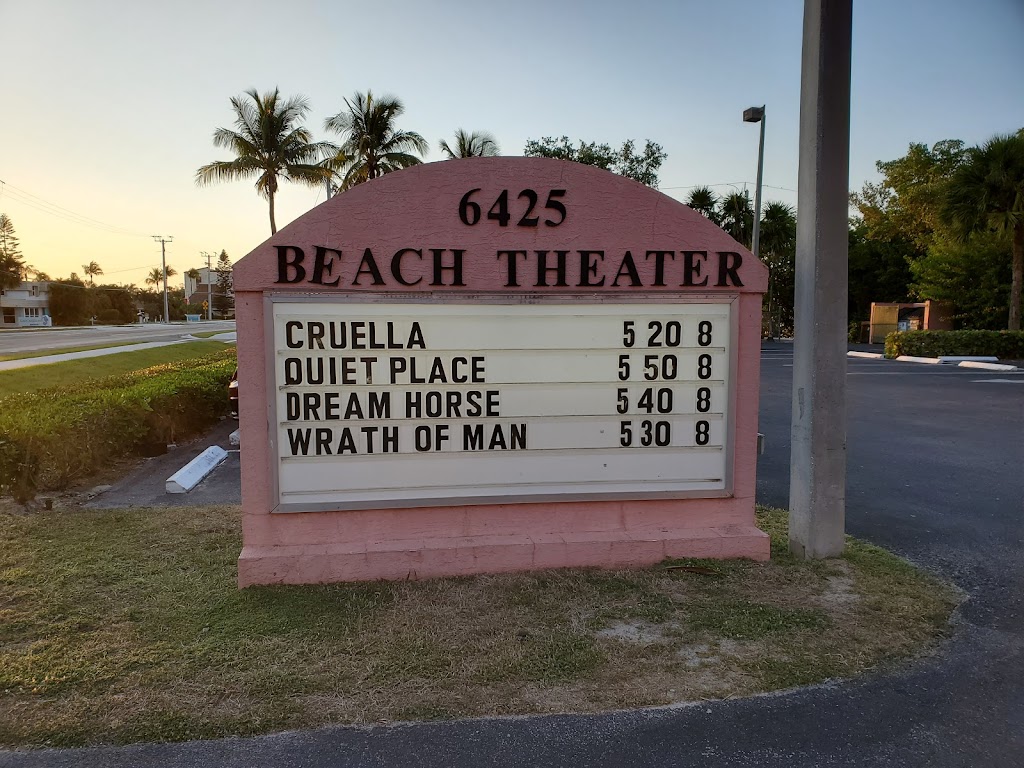 6425
BEACH THEATER
CRUELLA 5 20 8
QUIET PLACE 5 50 8
DREAM HORSE 5 40 8
WRATH OF MAN 5 30 8